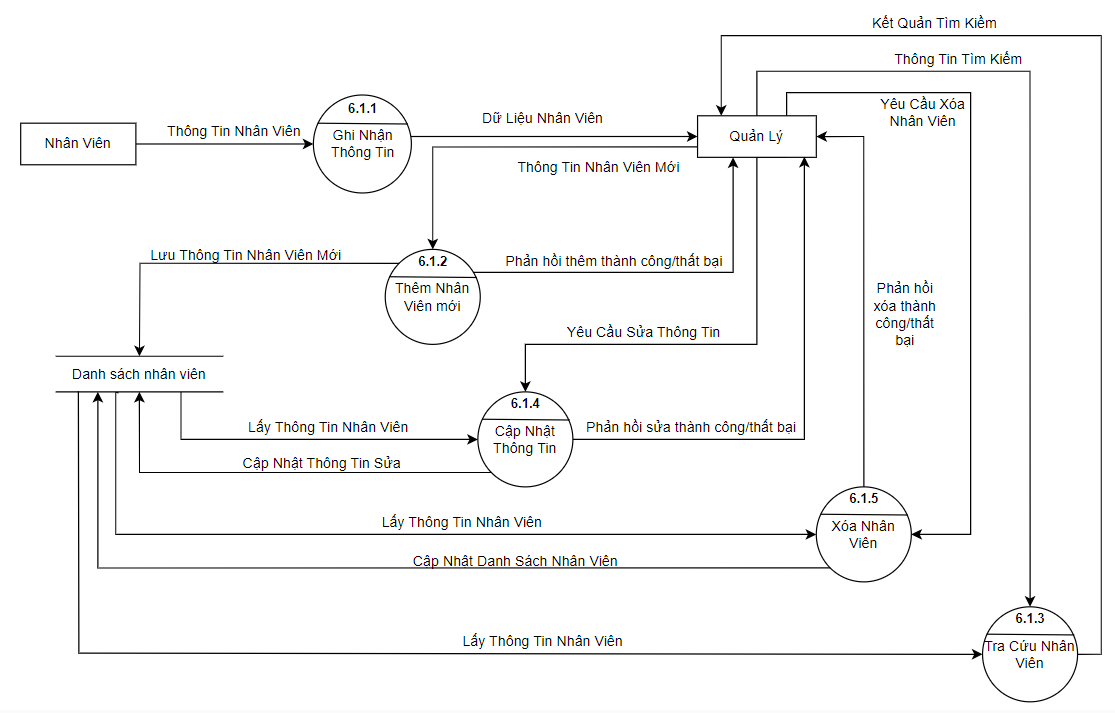 Kết Quản Tìm Kiềm
Thông Tin Tìm Kiếm
Yêu Cầu Xóa
Nhân Viên
6.1.1
Ghi Nhận
Thông Tin
Nhân Viên
Thông Tin Nhân Viên
Dữ Liệu Nhân Viên
Quản Lý
Thông Tin Nhân Viên Mới
Lưu Thông Tin Nhân Viên Mới
6.1.2
Thêm Nhân
Viên mới
Phản hồi thêm thành công/thất bại
Phản hồi
xóa thành
công/thất
bại
Yêu Cầu Sửa Thông Tin
Danh sách nhân viên
6.1.4
Cập Nhật
Thông Tin
Lấy Thông Tin Nhân Viên
Phản hồi sửa thành công/thất bại
Cập Nhật Thông Tin Sửa
6.1.5
Xóa Nhân
Viên
Lấy Thông Tin Nhân Viên
Cập Nhật Danh Sách Nhân Viên
6.1.3
Tra Cứu Nhân
Viên
Lấy Thông Tin Nhân Viên